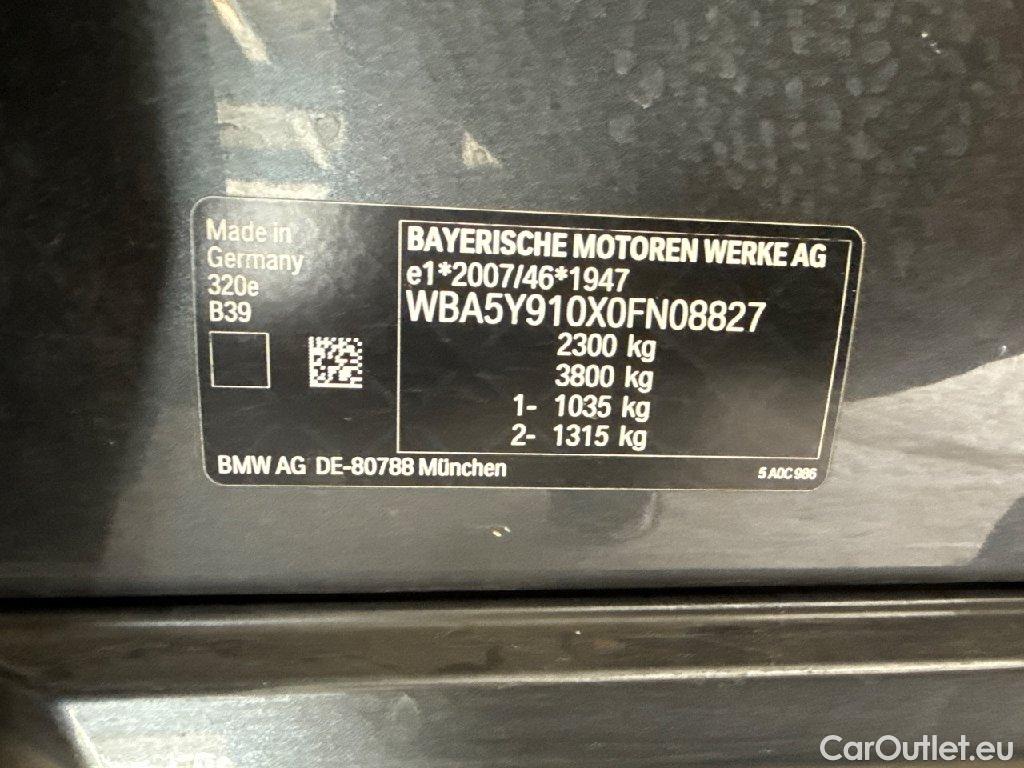 Made in
Germany
320e
B39
BAYERISCHE MOTOREN WERKE AG
e1*2007/46*1947
WBA5Y910X0FN08827
2300 kg
3800 kg
1- 1035 kg
2- 1315 kg
BMW AG DE-80788 München
5 A0C 986
CarOutlet.eu